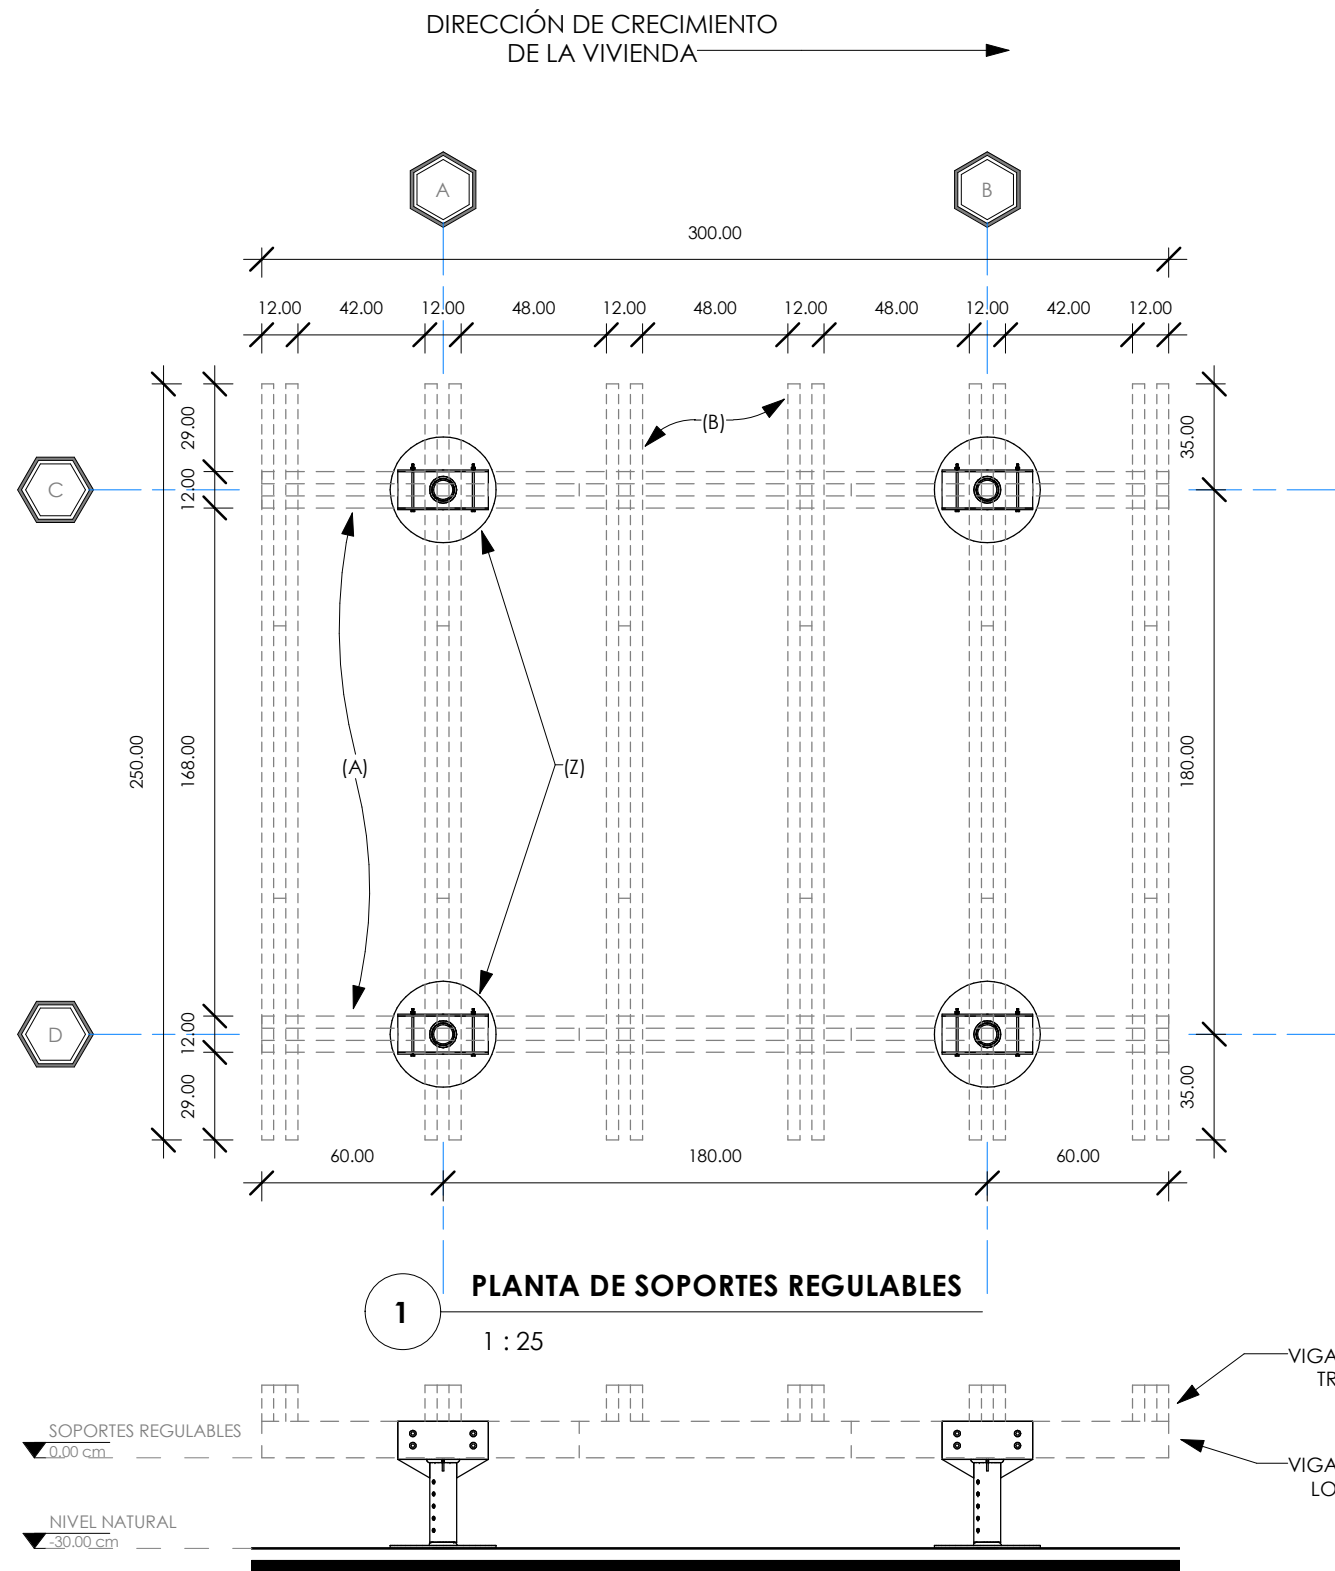 DIRECCIÓN DE CRECIMIENTO
DE LA VIVIENDA
A
B
300.00
12.00 42.00 12.00 48.00 12.00 48.00 12.00 48.00 12.00 42.00 12.00
29.00
(B)
35.00
C
12.00
250.00
168.00
(A)
(Z)
180.00
D
12.00
29.00
35.00
60.00 180.00 60.00
1
PLANTA DE SOPORTES REGULABLES
1 : 25
VIGA
TR
SOPORTES REGULABLES
0.00 cm
VIGA
LO
NIVEL NATURAL
-30.00 cm